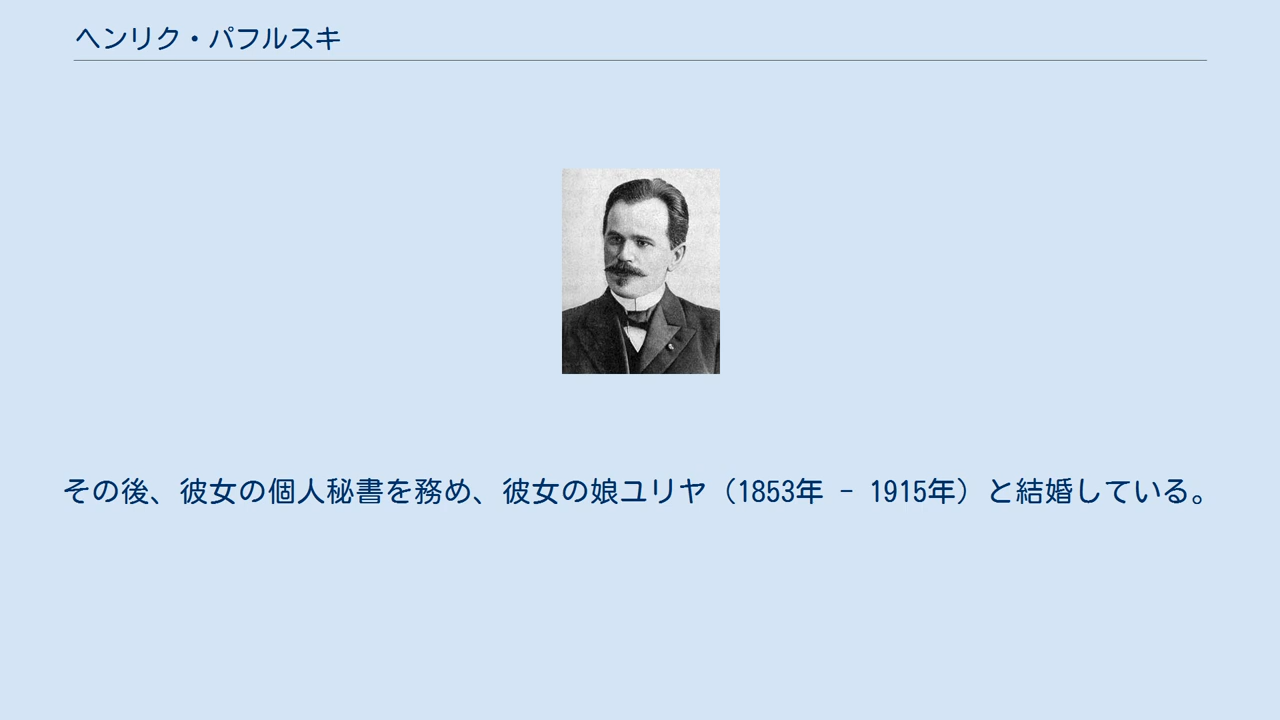 ヘンリク・パフルスキ
その後、彼女の個人秘書を務め、彼女の娘ユリヤ（1853年 - 1915年）と結婚している。